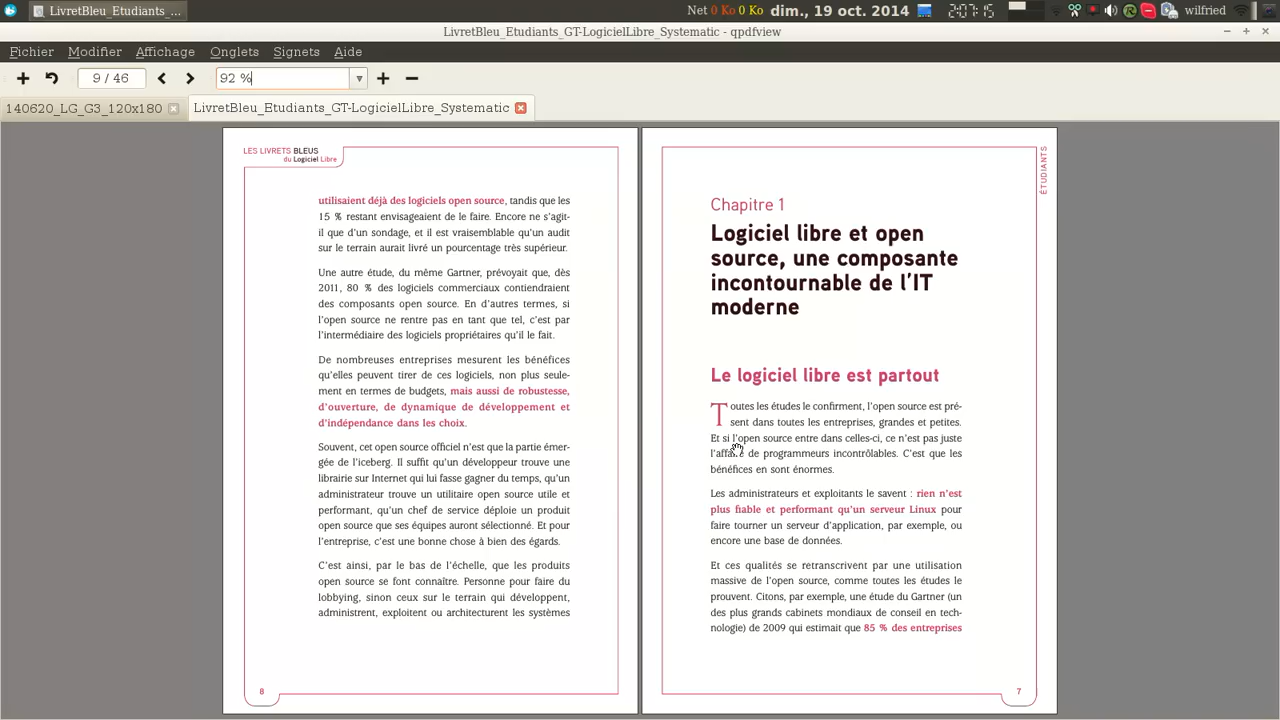 LivretBleu_Etudiants_...
Net 0 Ko 0 Ko dim., 19 oct. 2014
wilfried
LivretBleu_Etudiants_GT-LogicielLibre_Systematic - qpdfview
Fichier Modifier Affichage Onglets Signets Aide
9 / 46
92 %
140620_LG_G3_120x180
LivretBleu_Etudiants_GT-LogicielLibre_Systematic
LES LIVRETS BLEUS
du Logiciel Libre
utilisaient déjà des logiciels open source, tandis que les
15 % restant envisageaient de le faire. Encore ne s'agit-
il que d'un sondage, et il est vraisemblable qu'un audit
sur le terrain aurait livré un pourcentage très supérieur.
Une autre étude, du même Gartner, prévoyait que, dès
2011, 80 % des logiciels commerciaux contiendraient
des composants open source. En d'autres termes, si
l'open source ne rentre pas en tant que tel, c'est par
l'intermédiaire des logiciels propriétaires qu'il le fait.
De nombreuses entreprises mesurent les bénéfices
qu'elles peuvent tirer de ces logiciels, non plus seule-
ment en termes de budgets, mais aussi de robustesse,
d'ouverture, de dynamique de développement et
d'indépendance dans les choix.
Souvent, cet open source officiel n'est que la partie émer-
gée de l'iceberg. Il suffit qu'un développeur trouve une
librairie sur Internet qui lui fasse gagner du temps, qu'un
administrateur trouve un utilitaire open source utile et
performant, qu'un chef de service déploie un produit
open source que ses équipes auront sélectionné. Et pour
l'entreprise, c'est une bonne chose à bien des égards.
C'est ainsi, par le bas de l'échelle, que les produits
open source se font connaître. Personne pour faire du
lobbying, sinon ceux sur le terrain qui développent,
administrent, exploitent ou architecturent les systèmes
8
ÉTUDIANTS
Chapitre 1
Logiciel libre et open
source, une composante
incontournable de l'IT
moderne
Le logiciel libre est partout
Toutes les études le confirment, l'open source est pré-
sent dans toutes les entreprises, grandes et petites.
Et si l'open source entre dans celles-ci, ce n'est pas juste
l'affaire de programmeurs incontrôlables. C'est que les
bénéfices en sont énormes.
Les administrateurs et exploitants le savent : rien n'est
plus fiable et performant qu'un serveur Linux pour
faire tourner un serveur d'application, par exemple, ou
encore une base de données.
Et ces qualités se retranscrivent par une utilisation
massive de l'open source, comme toutes les études le
prouvent. Citons, par exemple, une étude du Gartner (un
des plus grands cabinets mondiaux de conseil en tech-
nologie) de 2009 qui estimait que 85 % des entreprises
7